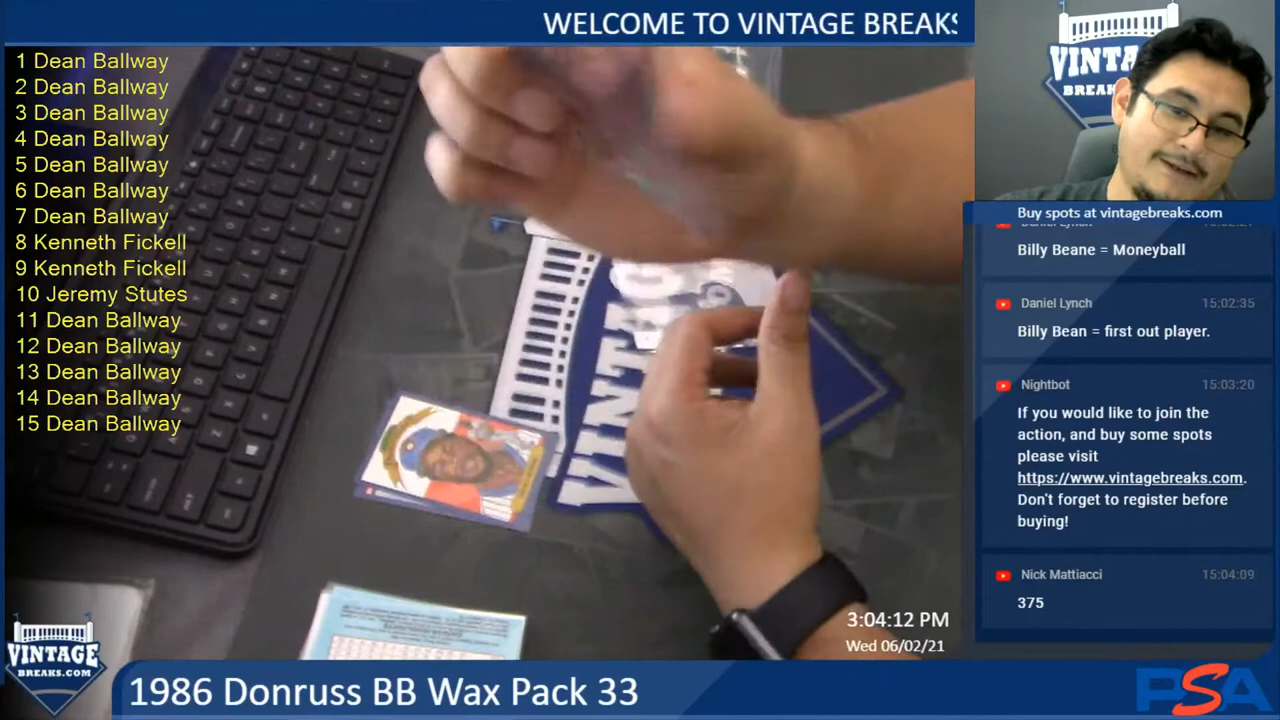 WELCOME TO VINTAGE BREAKS
1 Dean Ballway
2 Dean Ballway
3 Dean Ballway
4 Dean Ballway
5 Dean Ballway
6 Dean Ballway
7 Dean Ballway
8 Kenneth Fickell
9 Kenneth Fickell
10 Jeremy Stutes
11 Dean Ballway
12 Dean Ballway
13 Dean Ballway
14 Dean Ballway
15 Dean Ballway
VINTAGE
BREAK
Buy spots at vintagebreaks.com
Billy Beane = Moneyball
Daniel Lynch 15:02:35
Billy Bean = first out player.
Nightbot 15:03:20
If you would like to join the
action, and buy some spots
please visit
https://www.vintagebreaks.com.
Don't forget to register before
buying!
Nick Mattiacci 15:04:09
375
3:04:12 PM
Wed 06/02/21
VINTAGE
BREAKS.COM
1986 Donruss BB Wax Pack 33
PSA